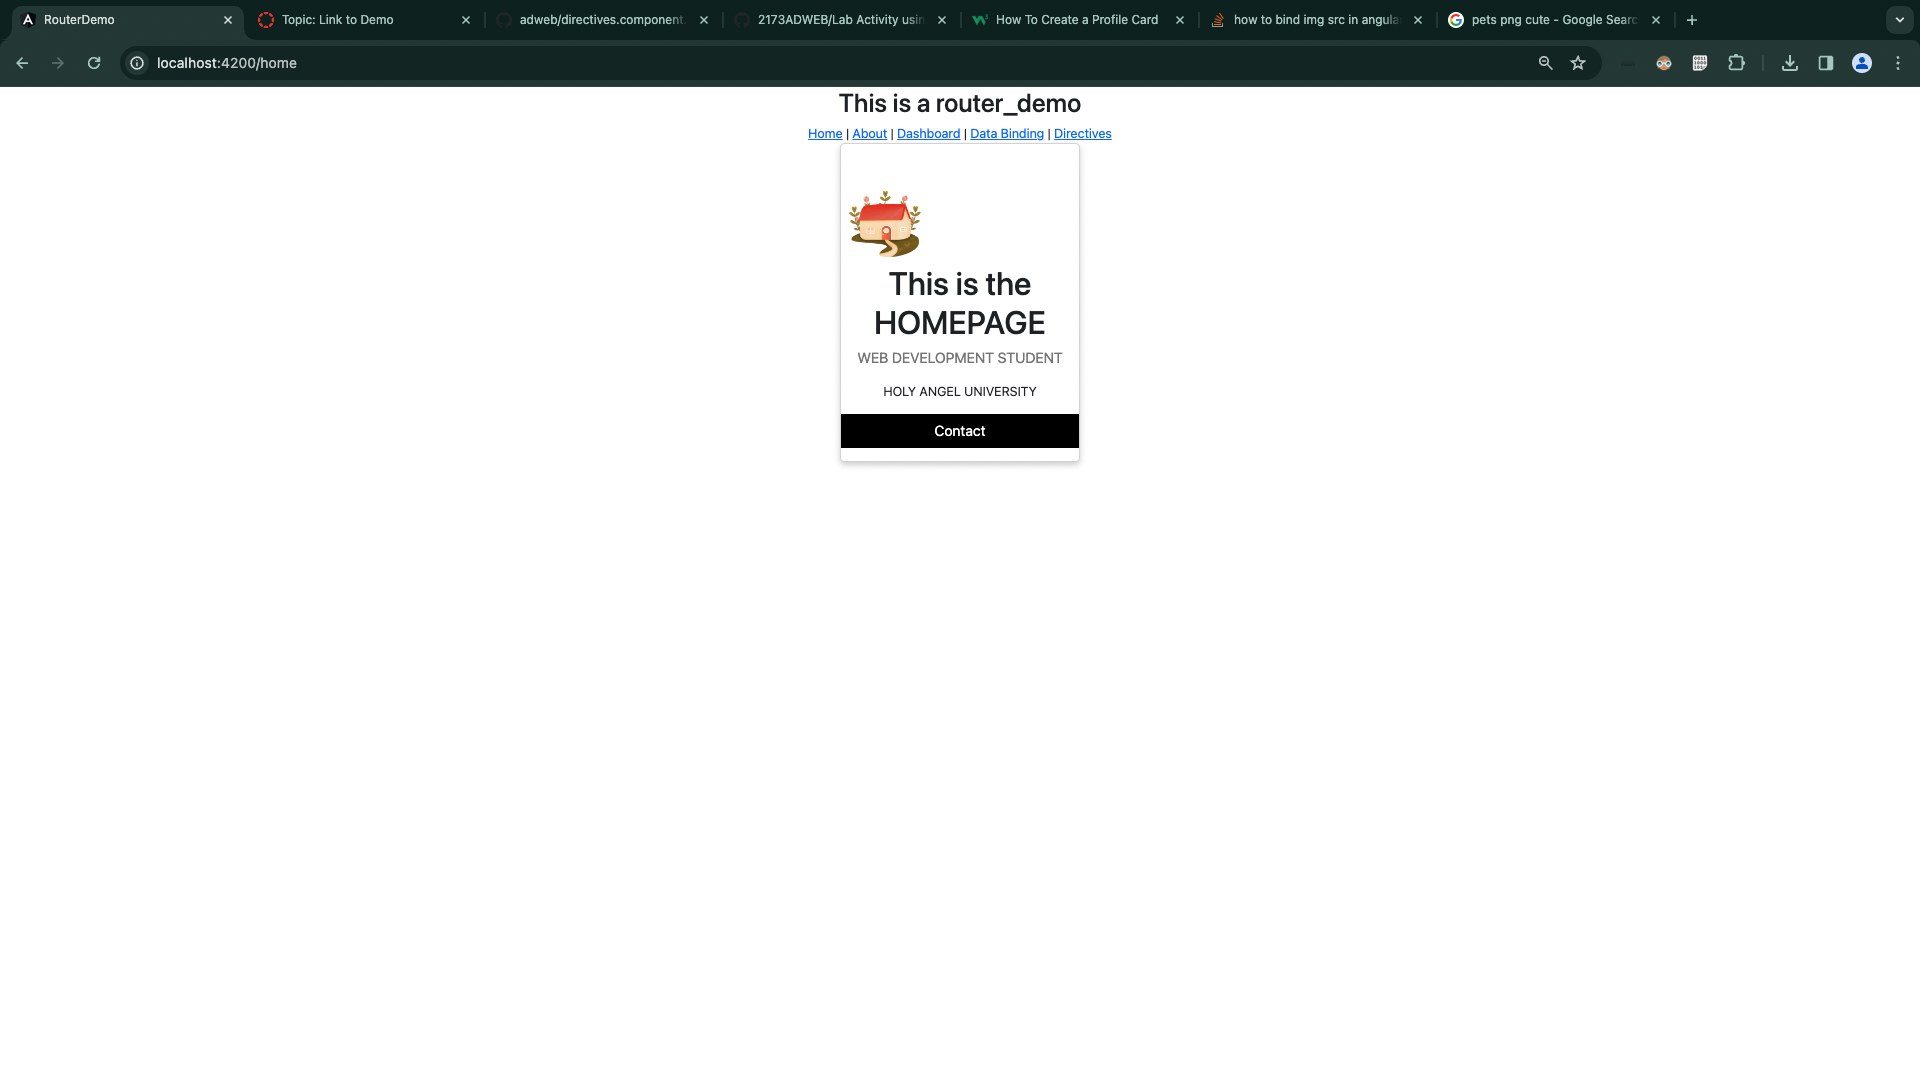 RouterDemo
Topic: Link to Demo
adweb/directives.component
2173ADWEB/Lab Activity usin
How To Create a Profile Card
how to bind img src in angula
pets png cute - Google Searc
localhost:4200/home
This is a router_demo
Home | About | Dashboard | Data Binding | Directives
This is the
HOMEPAGE
WEB DEVELOPMENT STUDENT
HOLY ANGEL UNIVERSITY
Contact